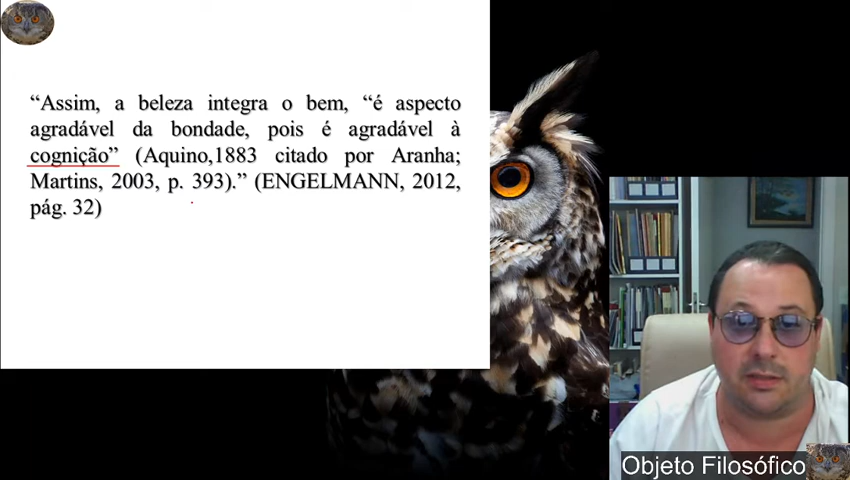 “Assim, a beleza integra o bem, “é aspecto
agradável da bondade, pois é agradável à
cognição” (Aquino,1883 citado por Aranha;
Martins, 2003, p. 393).” (ENGELMANN, 2012,
pág. 32)
Objeto Filosófico